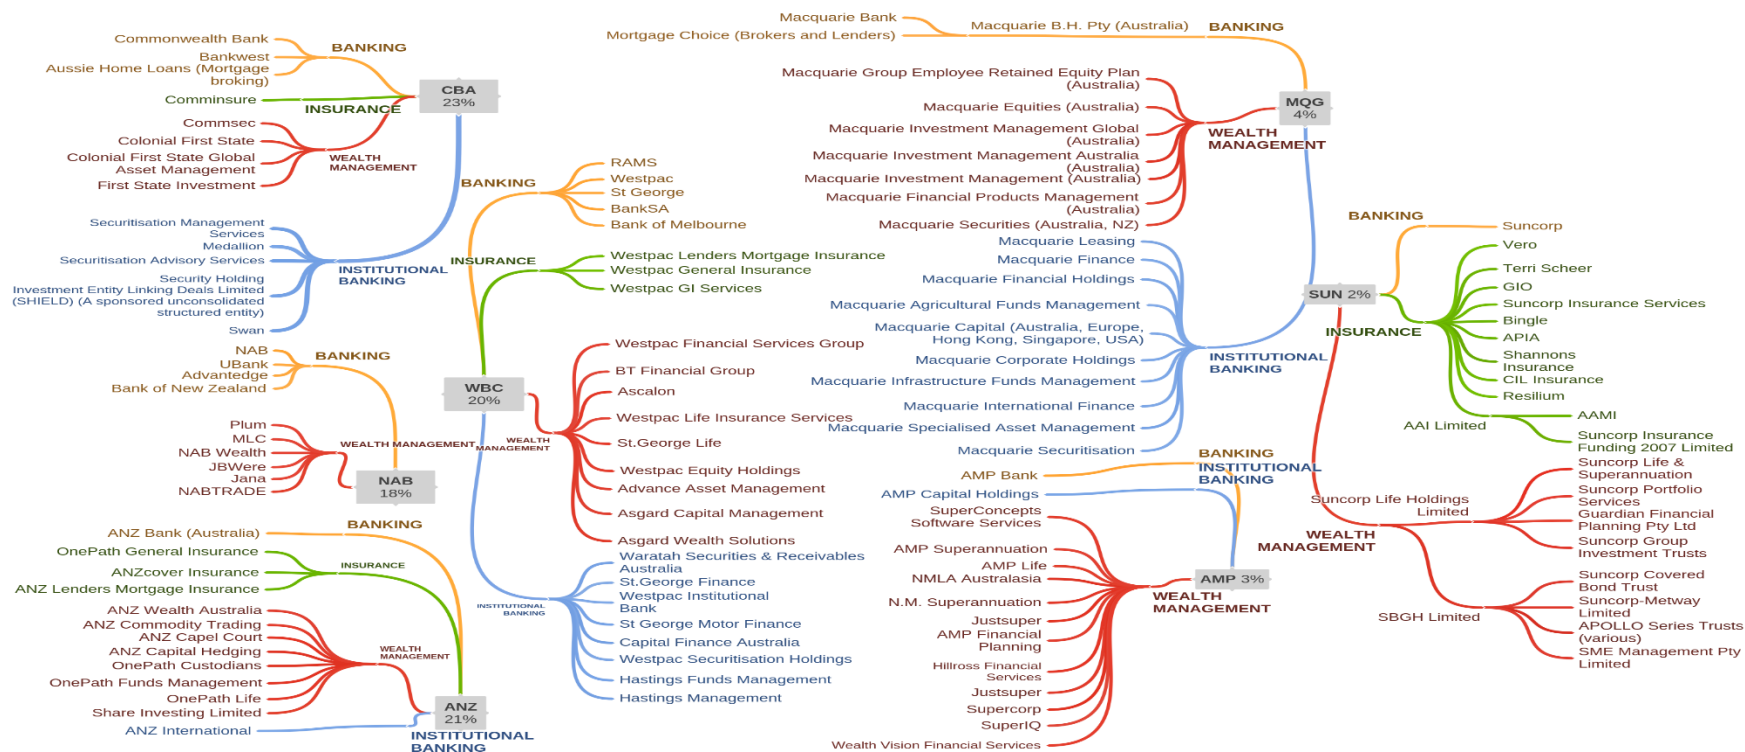 Commonwealth Bank
Bankwest
Aussie Home Loans (Mortgage
broking)
BANKING
Comminsure
INSURANCE
CBA
23%
Commsec
Colonial First State
Colonial First State Global
Asset Management
First State Investment
WEALTH
MANAGEMENT
Securitisation Management
Services
Medallion
Securitisation Advisory Services
Security Holding
Investment Entity Linking Deals Limited
(SHIELD) (A sponsored unconsolidated
structured entity)
Swan
INSTITUTIONAL
BANKING
NAB
UBank
Advantedge
Bank of New Zealand
BANKING
Plum
MLC
NAB Wealth
JBWere
Jana
NABTRADE
WEALTH MANAGEMENT
NAB
18%
ANZ Bank (Australia)
BANKING
OnePath General Insurance
ANZcover Insurance
ANZ Lenders Mortgage Insurance
INSURANCE
ANZ Wealth Australia
ANZ Commodity Trading
ANZ Capel Court
ANZ Capital Hedging
OnePath Custodians
OnePath Funds Management
OnePath Life
Share Investing Limited
WEALTH
MANAGEMENT
ANZ International
ANZ
21%
INSTITUTIONAL
BANKING
BANKING
RAMS
Westpac
St George
BankSA
Bank of Melbourne
INSURANCE
Westpac Lenders Mortgage Insurance
Westpac General Insurance
Westpac GI Services
WBC
20%
WEALTH
MANAGEMENT
Westpac Financial Services Group
BT Financial Group
Ascalon
Westpac Life Insurance Services
St.George Life
Westpac Equity Holdings
Advance Asset Management
Asgard Capital Management
Asgard Wealth Solutions
INSTITUTIONAL
BANKING
Waratah Securities & Receivables
Australia
St.George Finance
Westpac Institutional
Bank
St George Motor Finance
Capital Finance Australia
Westpac Securitisation Holdings
Hastings Funds Management
Hastings Management
Macquarie Bank
Mortgage Choice (Brokers and Lenders)
Macquarie B.H. Pty (Australia)
BANKING
Macquarie Group Employee Retained Equity Plan
(Australia)
Macquarie Equities (Australia)
Macquarie Investment Management Global
(Australia)
Macquarie Investment Management Australia
(Australia)
Macquarie Investment Management (Australia)
Macquarie Financial Products Management
(Australia)
Macquarie Securities (Australia, NZ)
WEALTH
MANAGEMENT
MQG
4%
Macquarie Leasing
Macquarie Finance
Macquarie Financial Holdings
Macquarie Agricultural Funds Management
Macquarie Capital (Australia, Europe,
Hong Kong, Singapore, USA)
Macquarie Corporate Holdings
Macquarie Infrastructure Funds Management
Macquarie International Finance
Macquarie Specialised Asset Management
Macquarie Securitisation
INSTITUTIONAL
BANKING
AMP Bank
BANKING
AMP Capital Holdings
INSTITUTIONAL
BANKING
SuperConcepts
Software Services
AMP Superannuation
AMP Life
NMLA Australasia
N.M. Superannuation
Justsuper
AMP Financial
Planning
Hillross Financial
Services
Justsuper
Supercorp
SuperIQ
Wealth Vision Financial Services
WEALTH
MANAGEMENT
AMP 3%
SUN 2%
BANKING
Suncorp
INSURANCE
Vero
Terri Scheer
GIO
Suncorp Insurance Services
Bingle
APIA
Shannons
Insurance
CIL Insurance
Resilium
AAI Limited
AAMI
Suncorp Insurance
Funding 2007 Limited
WEALTH
MANAGEMENT
Suncorp Life Holdings
Limited
Suncorp Life &
Superannuation
Suncorp Portfolio
Services
Guardian Financial
Planning Pty Ltd
Suncorp Group
Investment Trusts
SBGH Limited
Suncorp Covered
Bond Trust
Suncorp-Metway
Limited
APOLLO Series Trusts
(various)
SME Management Pty
Limited